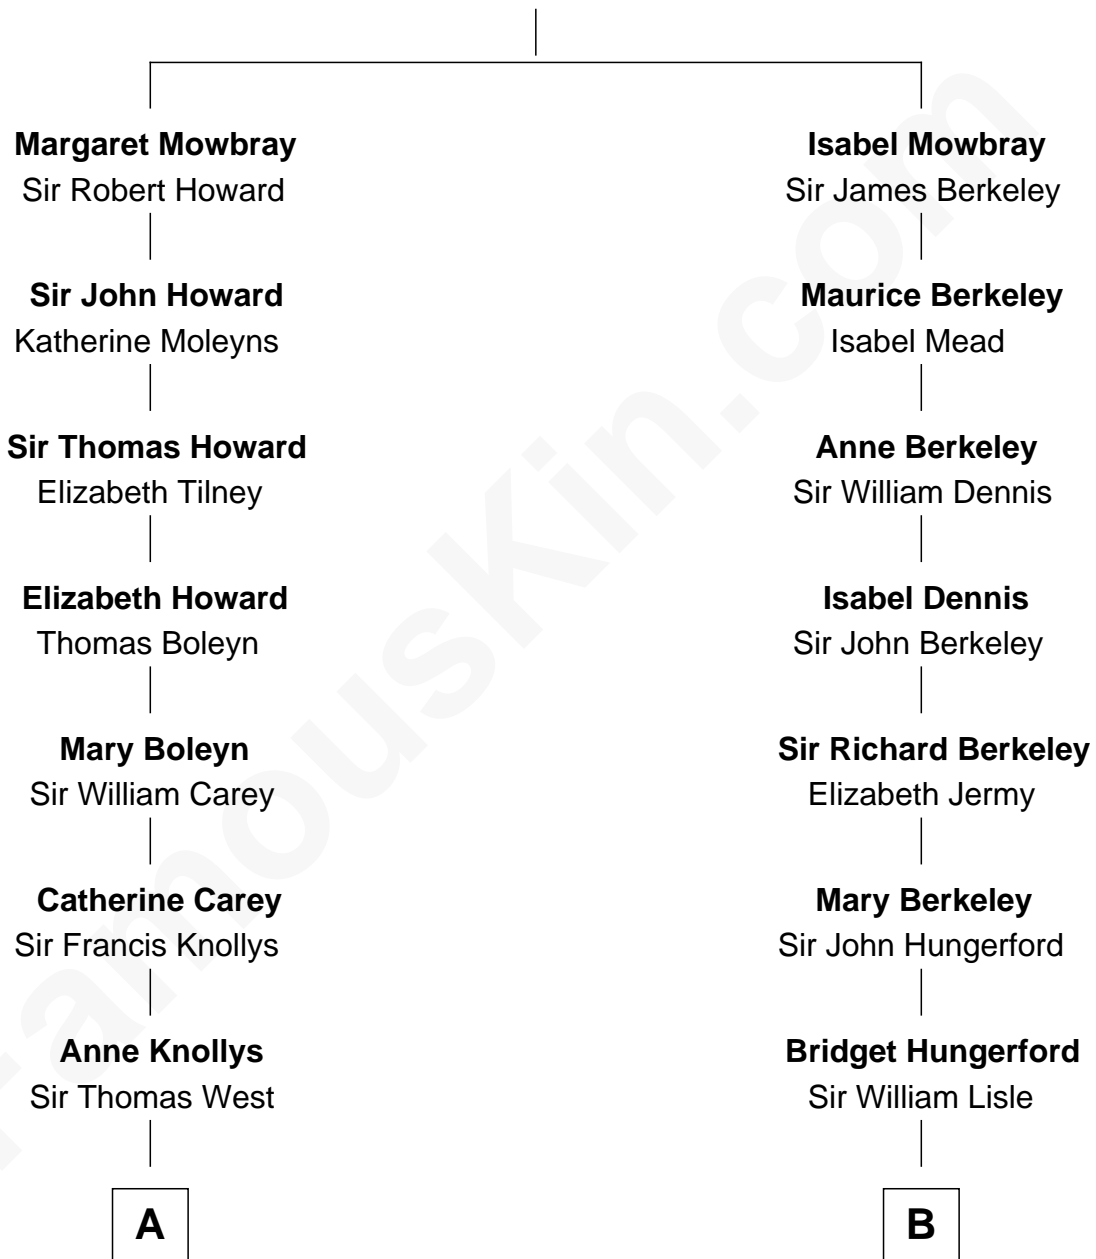 Margaret Mowbray
Sir Robert Howard
Sir John Howard
Katherine Moleyns
Sir Thomas Howard
Elizabeth Tilney
Elizabeth Howard
Thomas Boleyn
Mary Boleyn
Sir William Carey
Catherine Carey
Sir Francis Knollys
Anne Knollys
Sir Thomas West
A
Isabel Mowbray
Sir James Berkeley
Maurice Berkeley
Isabel Mead
Anne Berkeley
Sir William Dennis
Isabel Dennis
Sir John Berkeley
Sir Richard Berkeley
Elizabeth Jermy
Mary Berkeley
Sir John Hungerford
Bridget Hungerford
Sir William Lisle
B
FamousKin.com